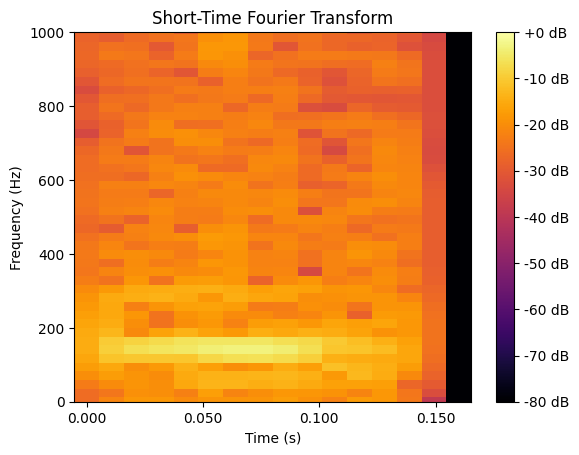 Short-Time Fourier Transform
1000
800
600
400
200
0
Frequency (Hz)
0.000
0.050
0.100
0.150
Time (s)
+0 dB
-10 dB
-20 dB
-30 dB
-40 dB
-50 dB
-60 dB
-70 dB
-80 dB